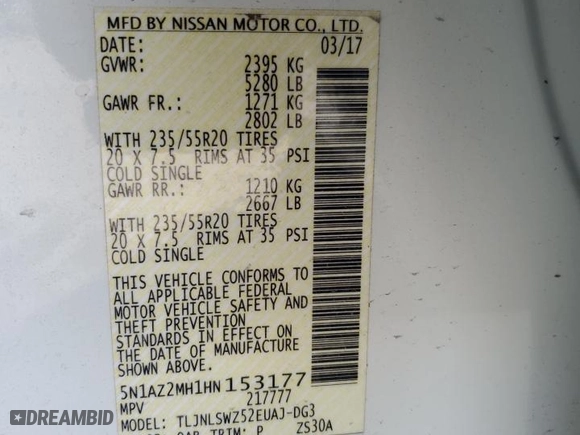 MFD BY NISSAN MOTOR CO., LTD.
DATE: 03/17
GVWR: 2395 KG
5280 LB
GAWR FR.: 1271 KG
2802 LB
WITH 235/55R20 TIRES
20 X 7.5 RIMS AT 35 PSI
COLD SINGLE
GAWR RR.: 1210 KG
2667 LB
WITH 235/55R20 TIRES
20 X 7.5 RIMS AT 35 PSI
COLD SINGLE
THIS VEHICLE CONFORMS TO
ALL APPLICABLE FEDERAL
MOTOR VEHICLE SAFETY AND
THEFT PREVENTION
STANDARDS IN EFFECT ON
THE DATE OF MANUFACTURE
SHOWN ABOVE.
5N1AZ2MH1HN153177
MPV 217777
MODEL: TLJNLSWZ52EUAJ-DG3
TRIM: P ZS30A
DREAMBID